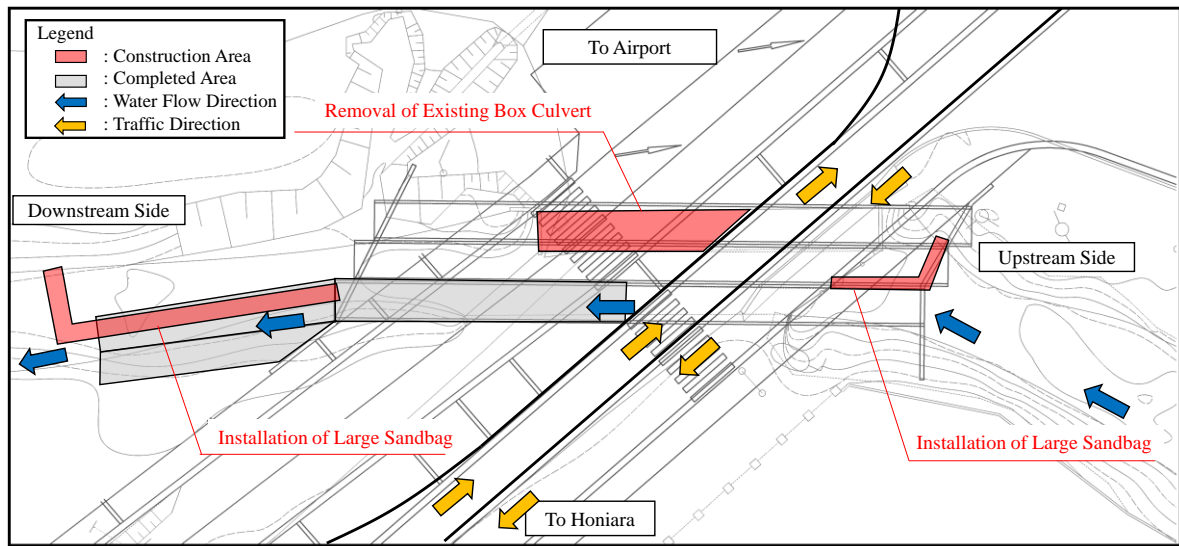 Legend
: Construction Area
: Completed Area
: Water Flow Direction
: Traffic Direction
To Airport
Removal of Existing Box Culvert
Downstream Side
Upstream Side
Installation of Large Sandbag
Installation of Large Sandbag
To Honiara